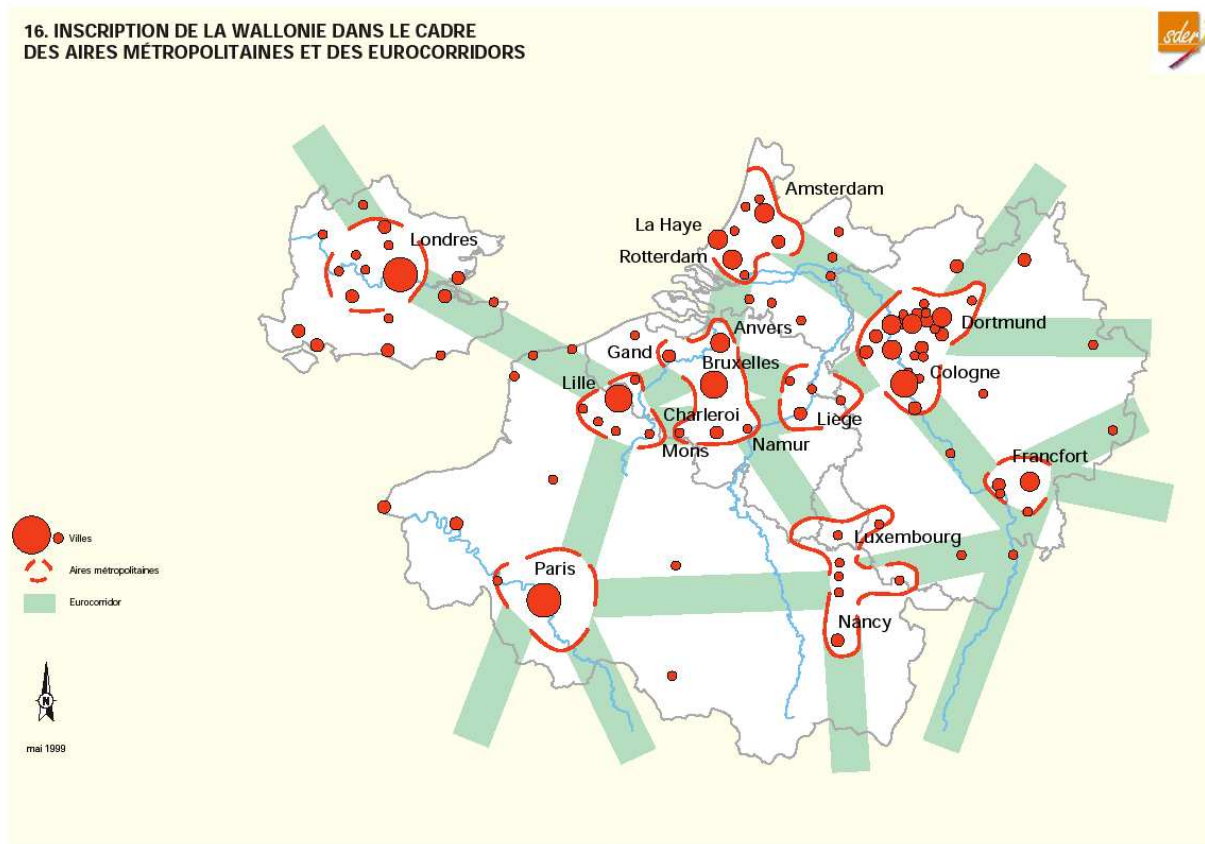 16. INSCRIPTION DE LA WALLONIE DANS LE CADRE
DES AIRES MÉTROPOLITAINES ET DES EUROCORRIDORS
sder
Amsterdam
La Haye
Londres
Rotterdam
Dortmund
Anvers
Gand
Bruxelles
Cologne
Lille
Charleroi
Liège
Mons
Namur
Francfort
Luxembourg
Paris
Nancy
Villes
Aires métropolitaines
Eurocorridor
N
mai 1999